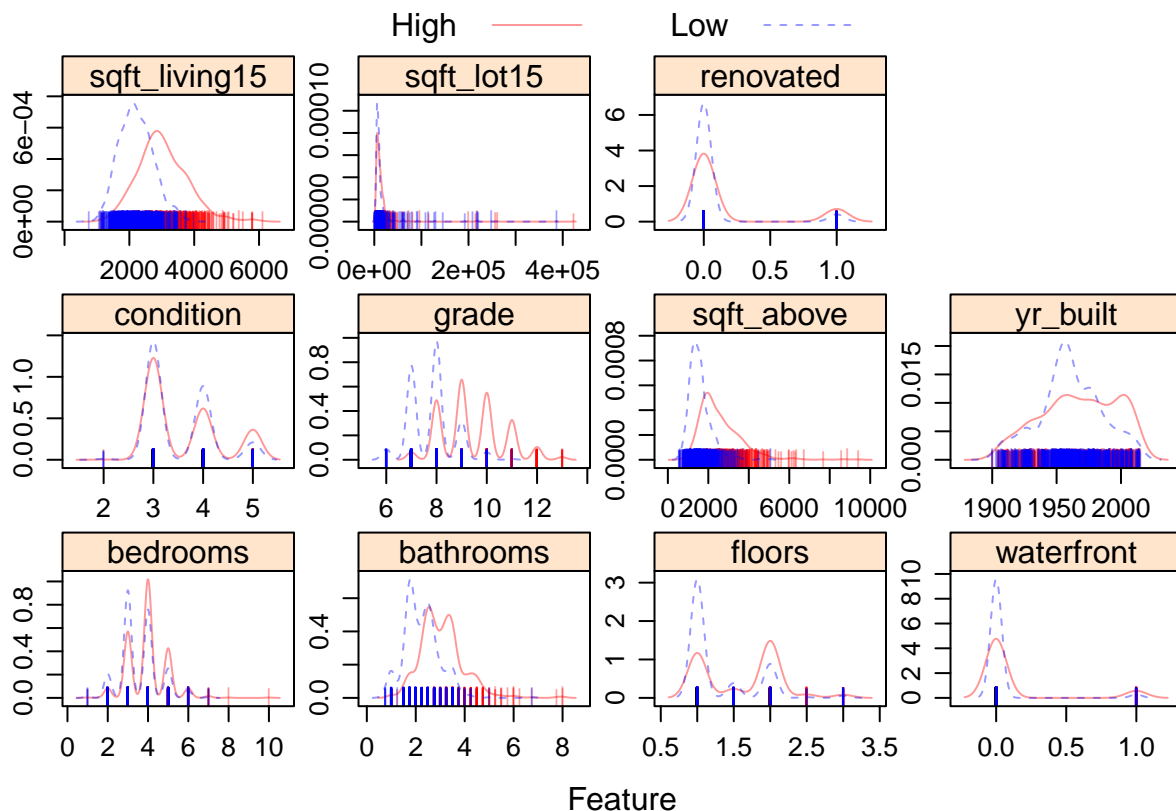 High Low
sqft_living15 sqft_lot15 renovated
0e+00 6e-04
2000 4000 6000
0.00000 0.00010
0e+00 2e+05 4e+05
0 2 4 6
0.0 0.5 1.0
condition grade sqft_above yr_built
0.0 0.5 1.0
2 3 4 5
0.0 0.4 0.8
6 8 10 12
0.0000 0.0008
0 2000 6000 10000
0.000 0.015
1900 1950 2000
bedrooms bathrooms floors waterfront
0.0 0.4 0.8
0 2 4 6 8 10
0.0 0.4
0 2 4 6 8
0 1 2 3
0.5 1.5 2.5 3.5
0 2 4 6 8 10
0.0 0.5 1.0
Feature